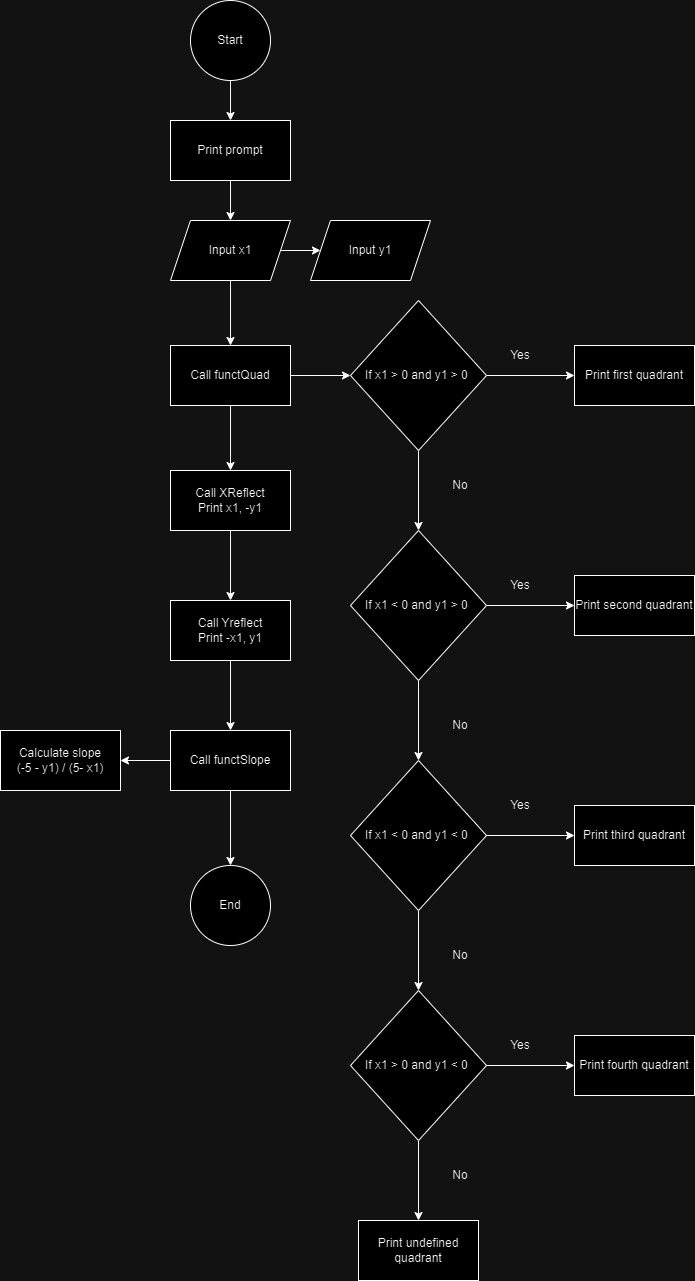 Start
Print prompt
Input x1
Input y1
Call functQuad
If x1 > 0 and y1 > 0
Yes
Print first quadrant
No
Call XReflect
Print x1, -y1
If x1 < 0 and y1 > 0
Yes
Print second quadrant
Call Yreflect
Print -x1, y1
No
Calculate slope
(-5 - y1) / (5- x1)
Call functSlope
If x1 < 0 and y1 < 0
Yes
Print third quadrant
End
No
If x1 > 0 and y1 < 0
Yes
Print fourth quadrant
No
Print undefined
quadrant